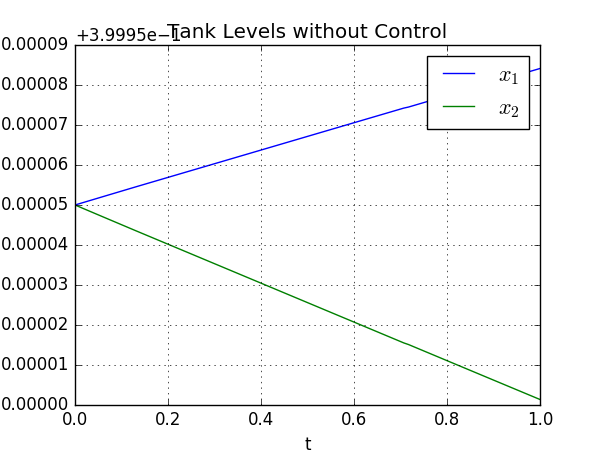 +3.9995e−1
Tank Levels without Control
0.00009
0.00008
0.00007
0.00006
0.00005
0.00004
0.00003
0.00002
0.00001
0.00000
x₁
x₂
0.0 0.2 0.4 0.6 0.8 1.0
t